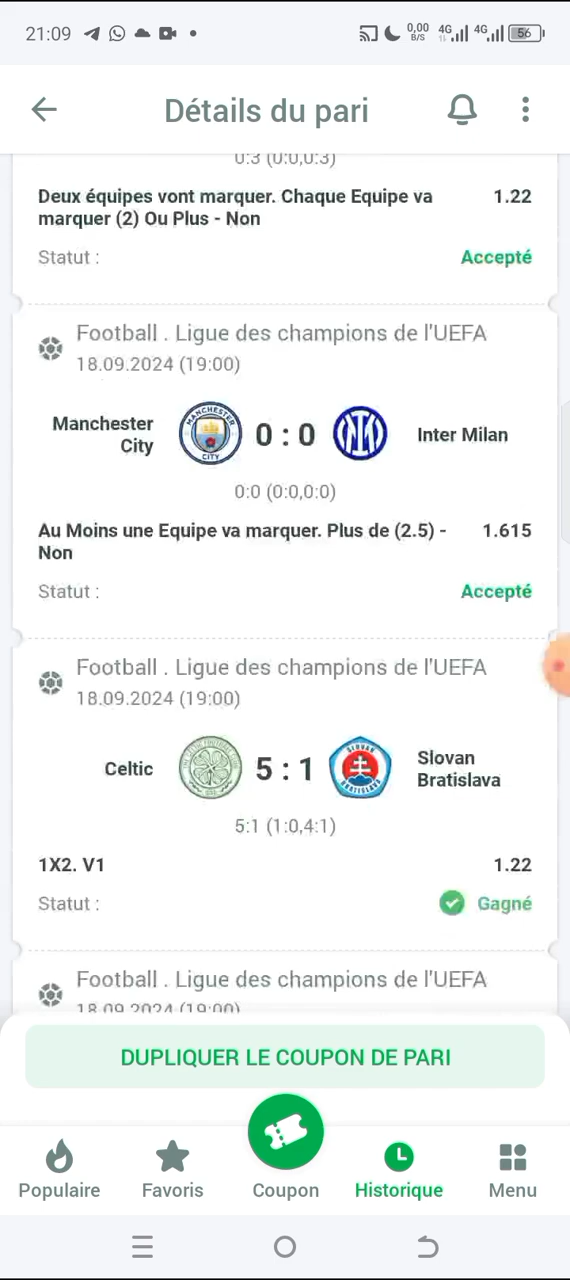 21:09
0,00 B/S 4G 4G 56
Détails du pari
0:3 (0:0,0:3)
Deux équipes vont marquer. Chaque Equipe va 1.22
marquer (2) Ou Plus - Non
Statut : Accepté
Football . Ligue des champions de l'UEFA
18.09.2024 (19:00)
Manchester City 0 : 0 Inter Milan
MANCHESTER CITY
0:0 (0:0,0:0)
Au Moins une Equipe va marquer. Plus de (2.5) - 1.615
Non
Statut : Accepté
Football . Ligue des champions de l'UEFA
18.09.2024 (19:00)
Celtic 5 : 1 Slovan Bratislava
SLOVAN BRATISLAVA
5:1 (1:0,4:1)
1X2. V1 1.22
Statut : Gagné
Football . Ligue des champions de l'UEFA
18.09.2024 (19:00)
DUPLIQUER LE COUPON DE PARI
Populaire Favoris Coupon Historique Menu